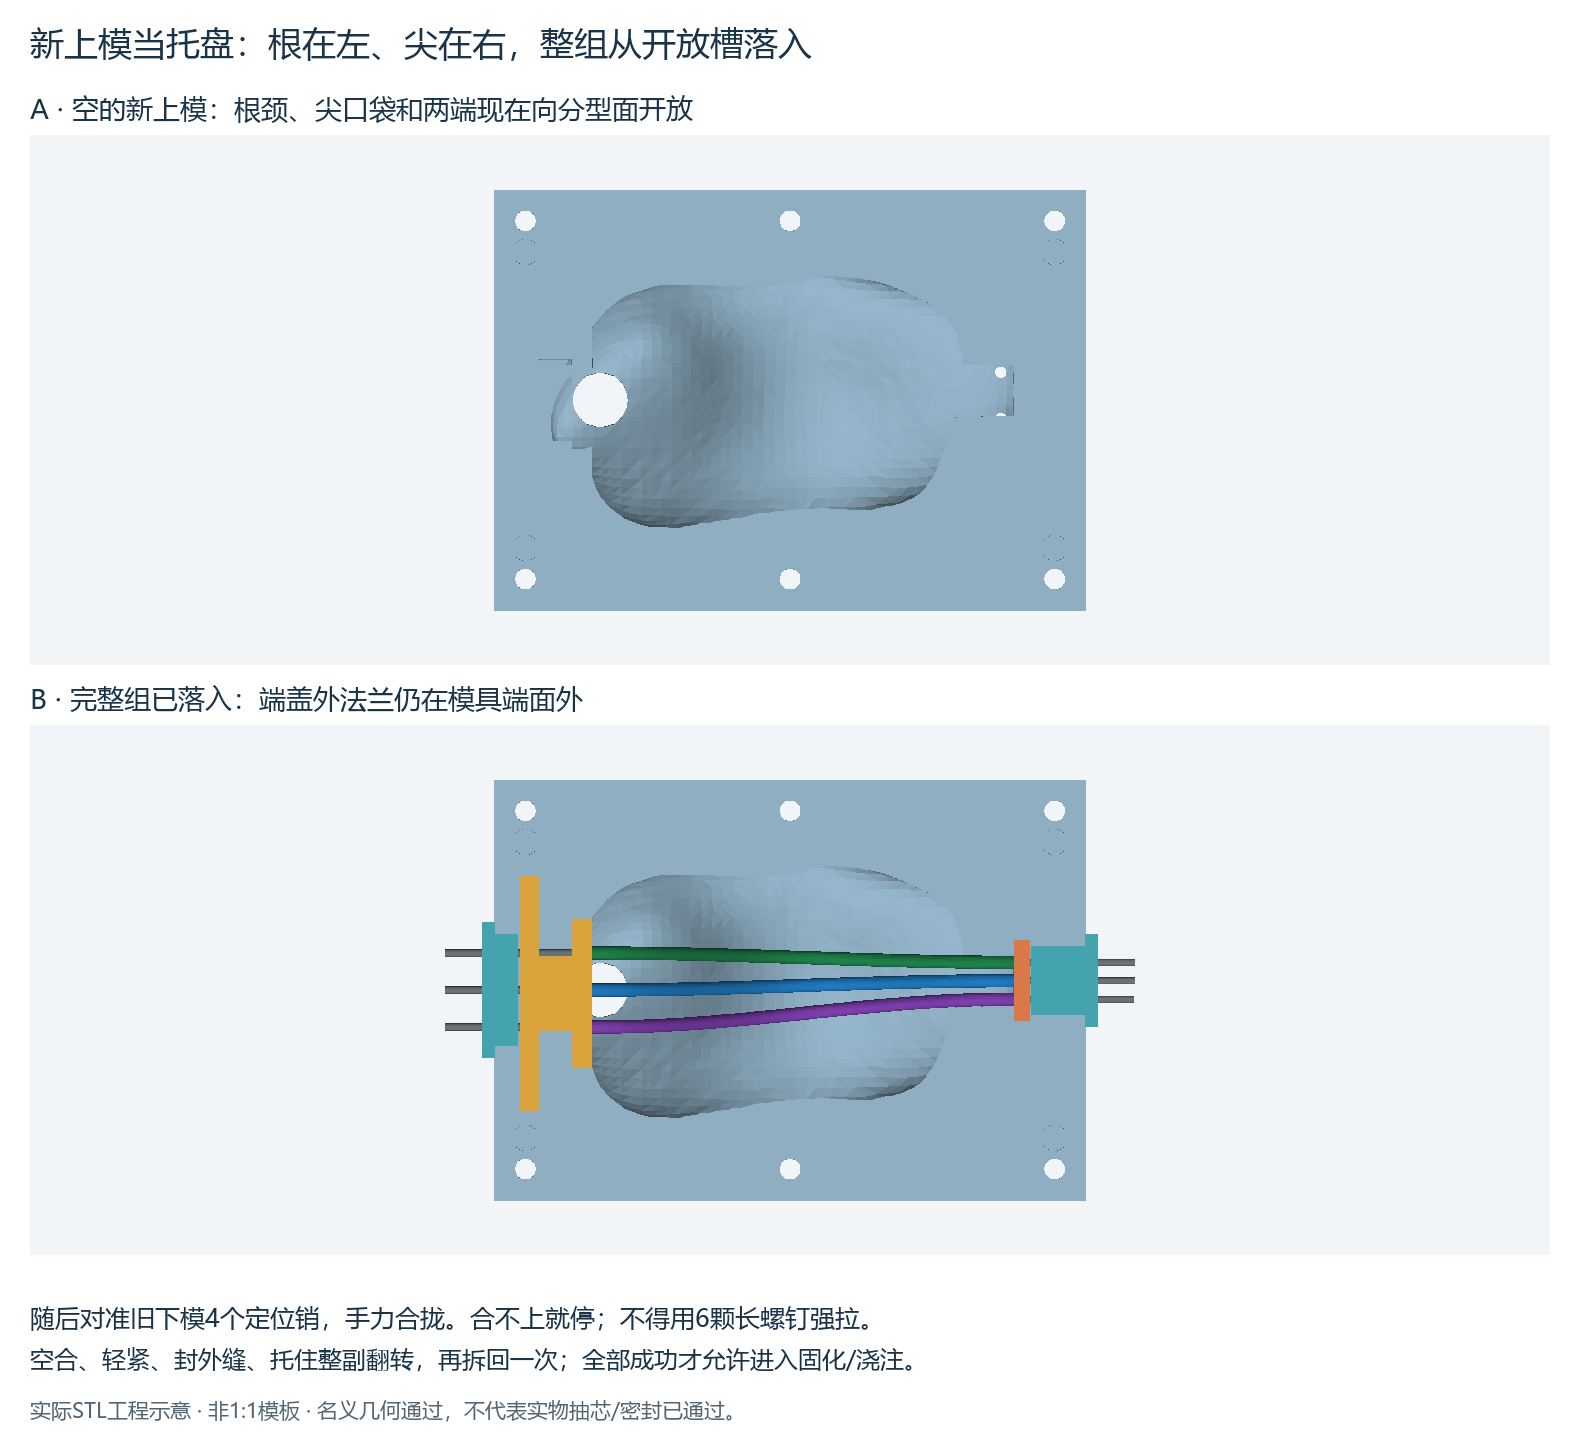 新上模当托盘：根在左、尖在右，整组从开放槽落入
A · 空的新上模：根颈、尖口袋和两端现在向分型面开放
B · 完整组已落入：端盖外法兰仍在模具端面外
随后对准旧下模4个定位销，手力合拢。合不上就停；不得用6颗长螺钉强拉。
空合、轻紧、封外缝、托住整副翻转，再拆回一次；全部成功才允许进入固化/浇注。
实际STL工程示意 · 非1:1模板 · 名义几何通过，不代表实物抽芯/密封已通过。